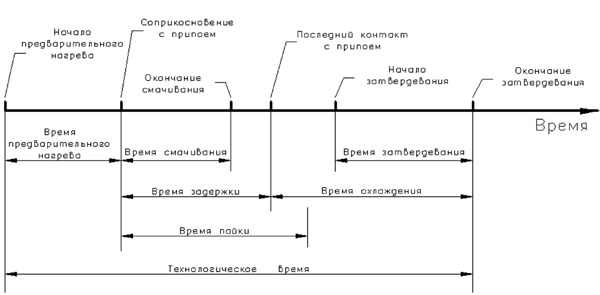 Начало
предварительного
нагрева
Соприкосновение
с припоем
Окончание
смачивания
Последний контакт
с припоем
Начало
затвердевания
Окончание
затвердевания
Время
Время
предварительного
нагрева
Время смачивания
Время затвердевания
Время задержки
Время охлаждения
Время пайки
Технологическое время